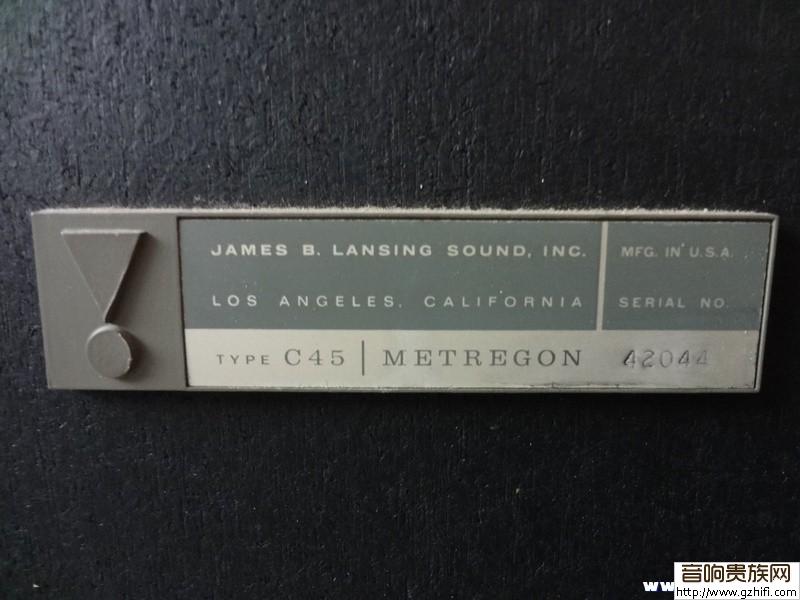 JAMES B. LANSING SOUND, INC.
MFG. IN U.S.A.
LOS ANGELES, CALIFORNIA
SERIAL NO.
TYPE C45 | METREGON 42044
音响贵族网
http://www.gzhifi.com